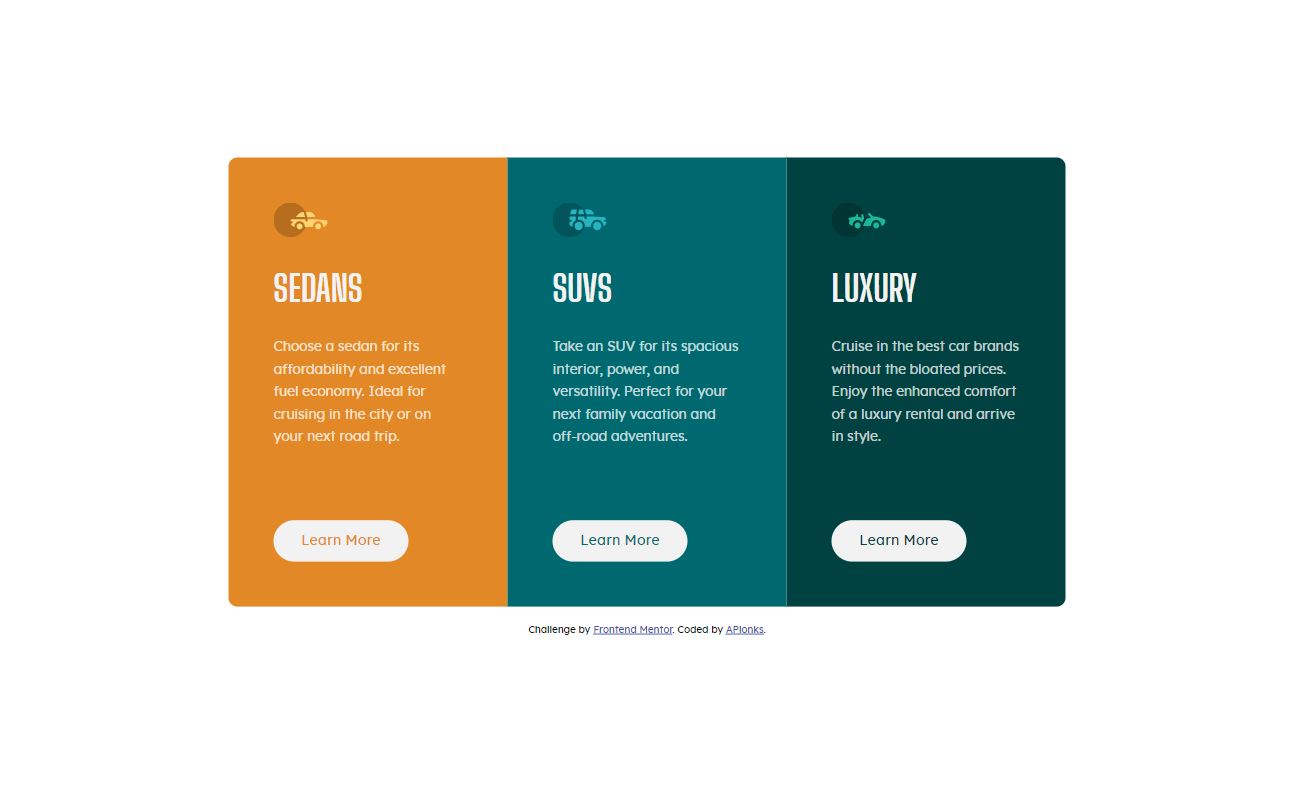 SEDANS
Choose a sedan for its
affordability and excellent
fuel economy. Ideal for
cruising in the city or on
your next road trip.
Learn More
SUVS
Take an SUV for its spacious
interior, power, and
versatility. Perfect for your
next family vacation and
off-road adventures.
Learn More
LUXURY
Cruise in the best car brands
without the bloated prices.
Enjoy the enhanced comfort
of a luxury rental and arrive
in style.
Learn More
Challenge by Frontend Mentor. Coded by APlonks.